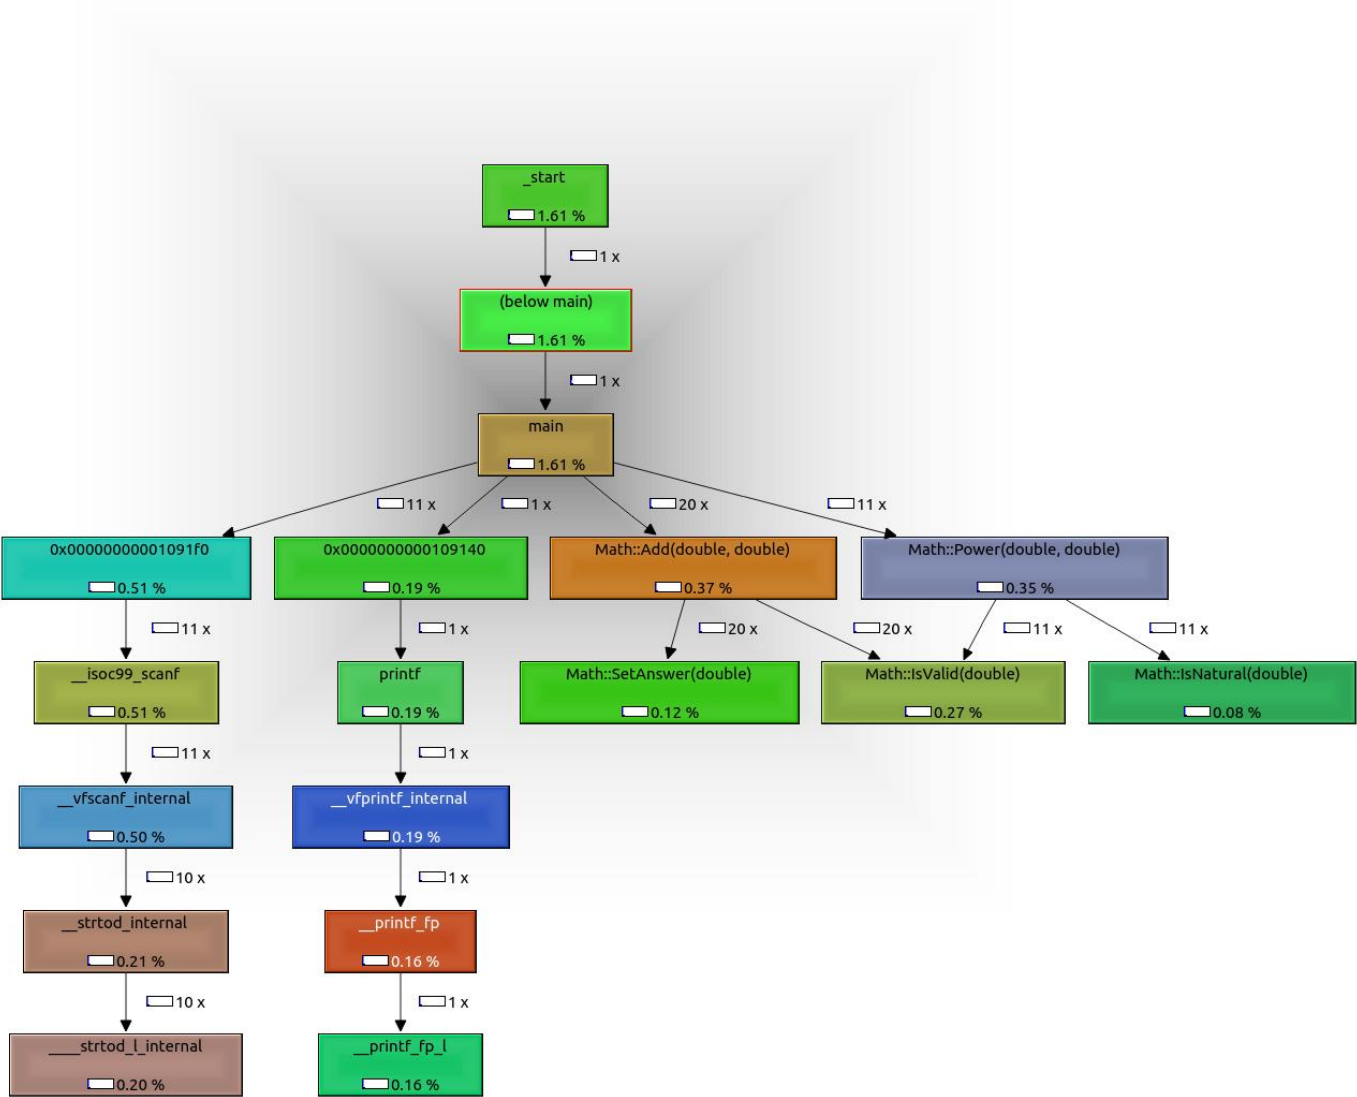 _start
1.61 %
1 x
(below main)
1.61 %
1 x
main
1.61 %
11 x
1 x
20 x
11 x
0x00000000001091f0
0.51 %
0x0000000000109140
0.19 %
Math::Add(double, double)
0.37 %
Math::Power(double, double)
0.35 %
11 x
1 x
20 x
20 x
11 x
11 x
__isoc99_scanf
0.51 %
printf
0.19 %
Math::SetAnswer(double)
0.12 %
Math::IsValid(double)
0.27 %
Math::IsNatural(double)
0.08 %
11 x
1 x
__vfscanf_internal
0.50 %
__vfprintf_internal
0.19 %
10 x
1 x
__strtod_internal
0.21 %
__printf_fp
0.16 %
10 x
1 x
____strtod_l_internal
0.20 %
__printf_fp_l
0.16 %